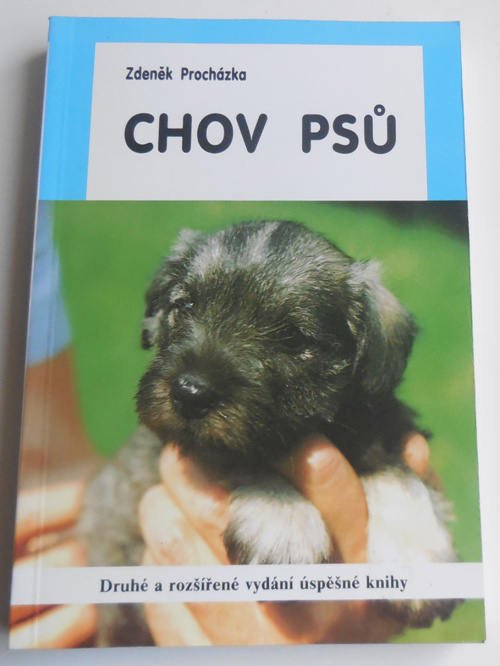 Zdeněk Procházka
CHOV PSŮ
Druhé a rozšířené vydání úspěšné knihy